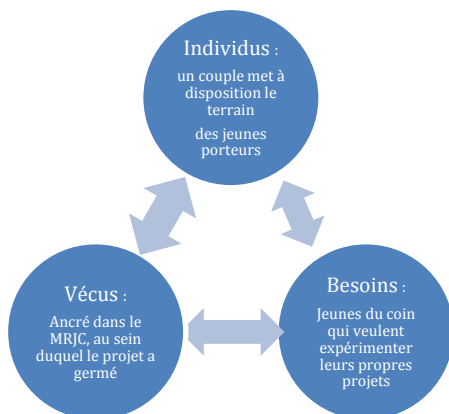 Individus :
un couple met à
disposition le
terrain
des jeunes
porteurs
Vécus :
Ancré dans le
MRJC, au sein
duquel le projet a
germé
Besoins :
Jeunes du coin
qui veulent
expérimenter
leurs propres
projets